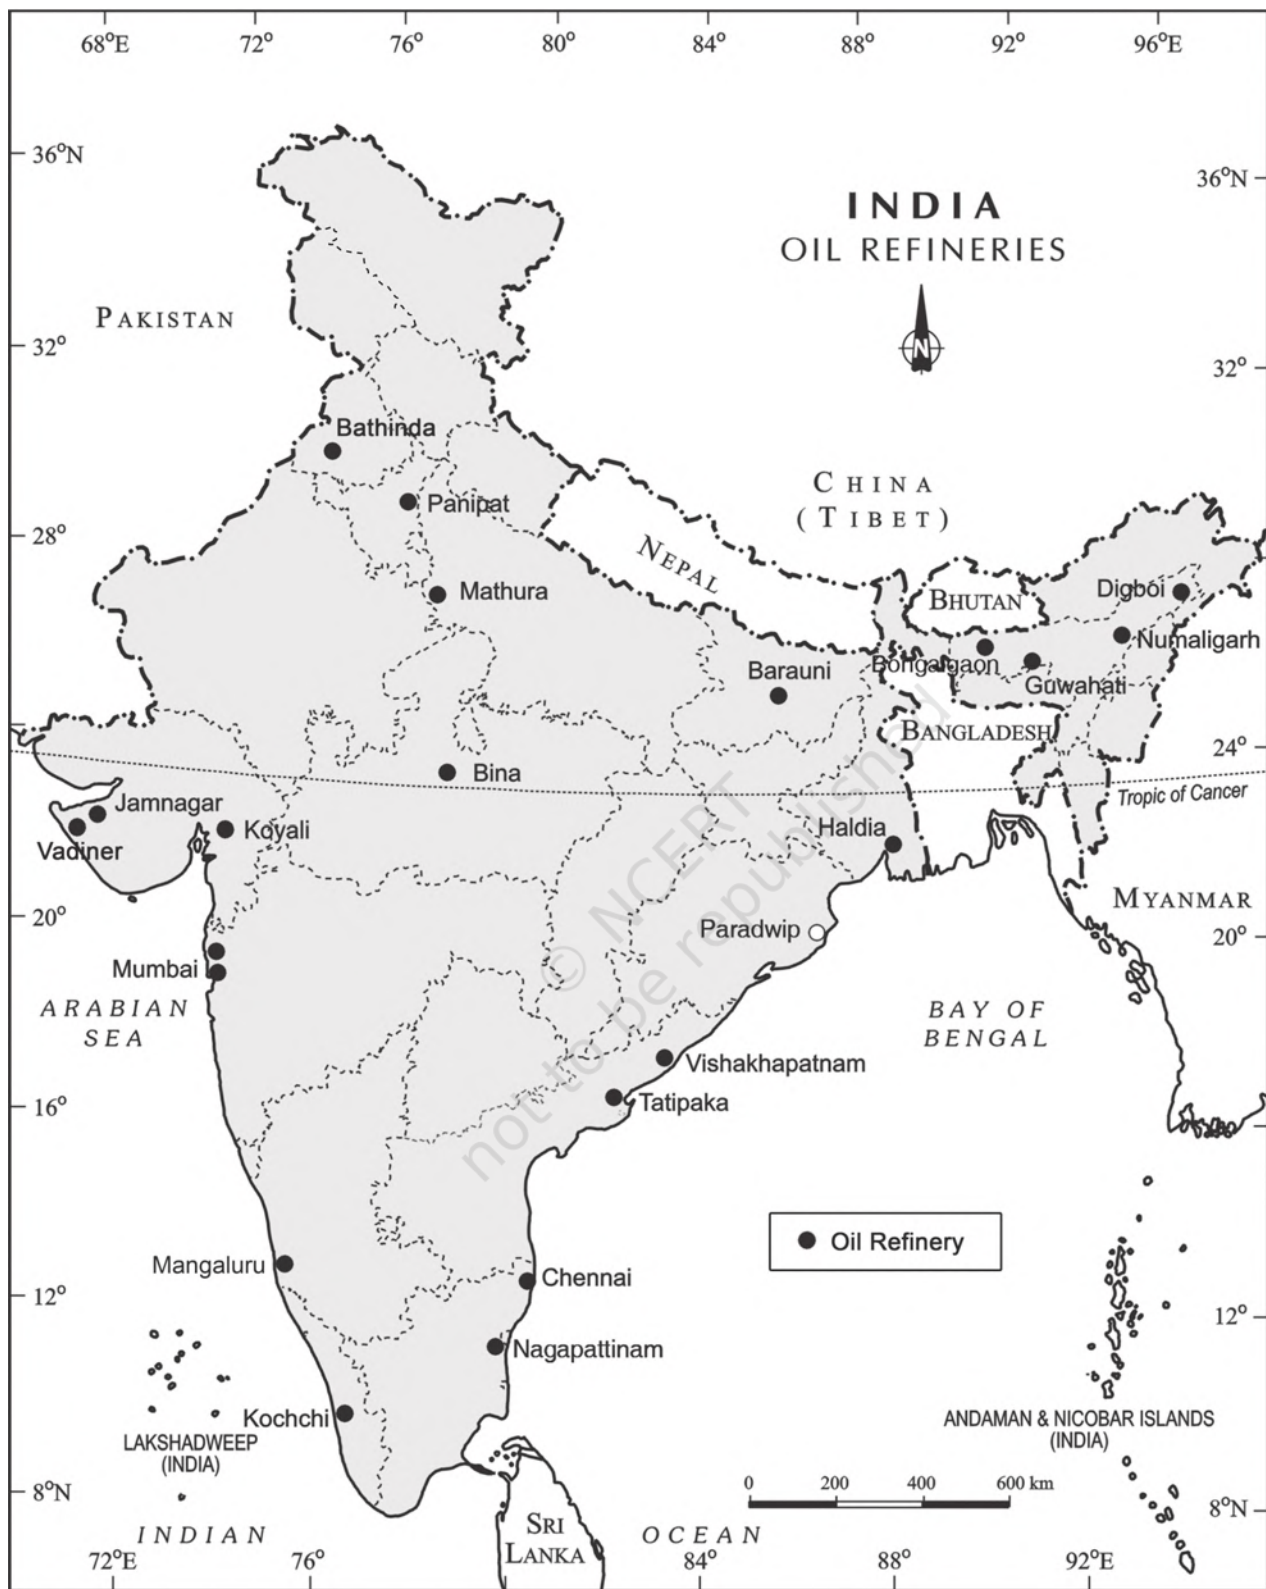 68°E 72° 76° 80° 84° 88° 92° 96°E
36°N
36°N
INDIA
OIL REFINERIES
PAKISTAN
N
32°
32°
Bathinda
CHINA
(TIBET)
Panipat
28°
NEPAL
Mathura
BHUTAN
Digboi
Numaligarh
Bongaigaon
Guwahati
Barauni
BANGLADESH
24°
Bina
Tropic of Cancer
Jamnagar
Koyali
Vadiner
Haldia
MYANMAR
20°
20°
Paradwip
Mumbai
ARABIAN
SEA
BAY OF
BENGAL
Vishakhapatnam
Tatipaka
16°
© NCERT
not to be republished
Oil Refinery
Mangaluru
Chennai
12°
12°
Nagapattinam
Kochchi
LAKSHADWEEP
(INDIA)
ANDAMAN & NICOBAR ISLANDS
(INDIA)
0 200 400 600 km
8°N
8°N
SRI
LANKA
INDIAN OCEAN
72°E 76° 84° 88° 92°E